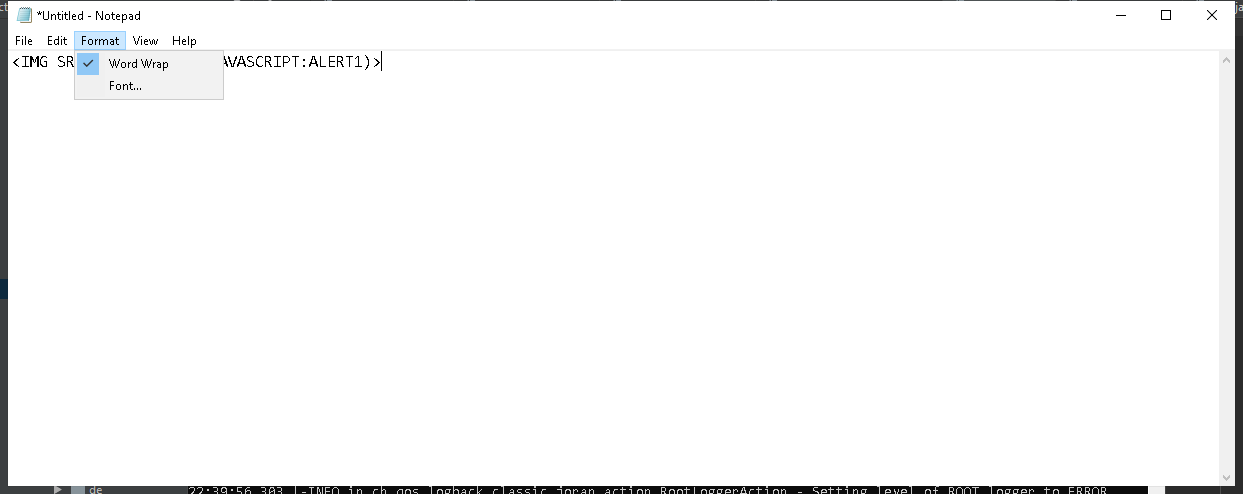 *Untitled - Notepad
File Edit Format View Help
<IMG SR AVASCRIPT:ALERT1)>
Word Wrap
Font...
de
22:39:56,303 |-INFO in ch.qos.logback.classic.joran.action.RootLoggerAction - Setting level of ROOT logger to ERROR